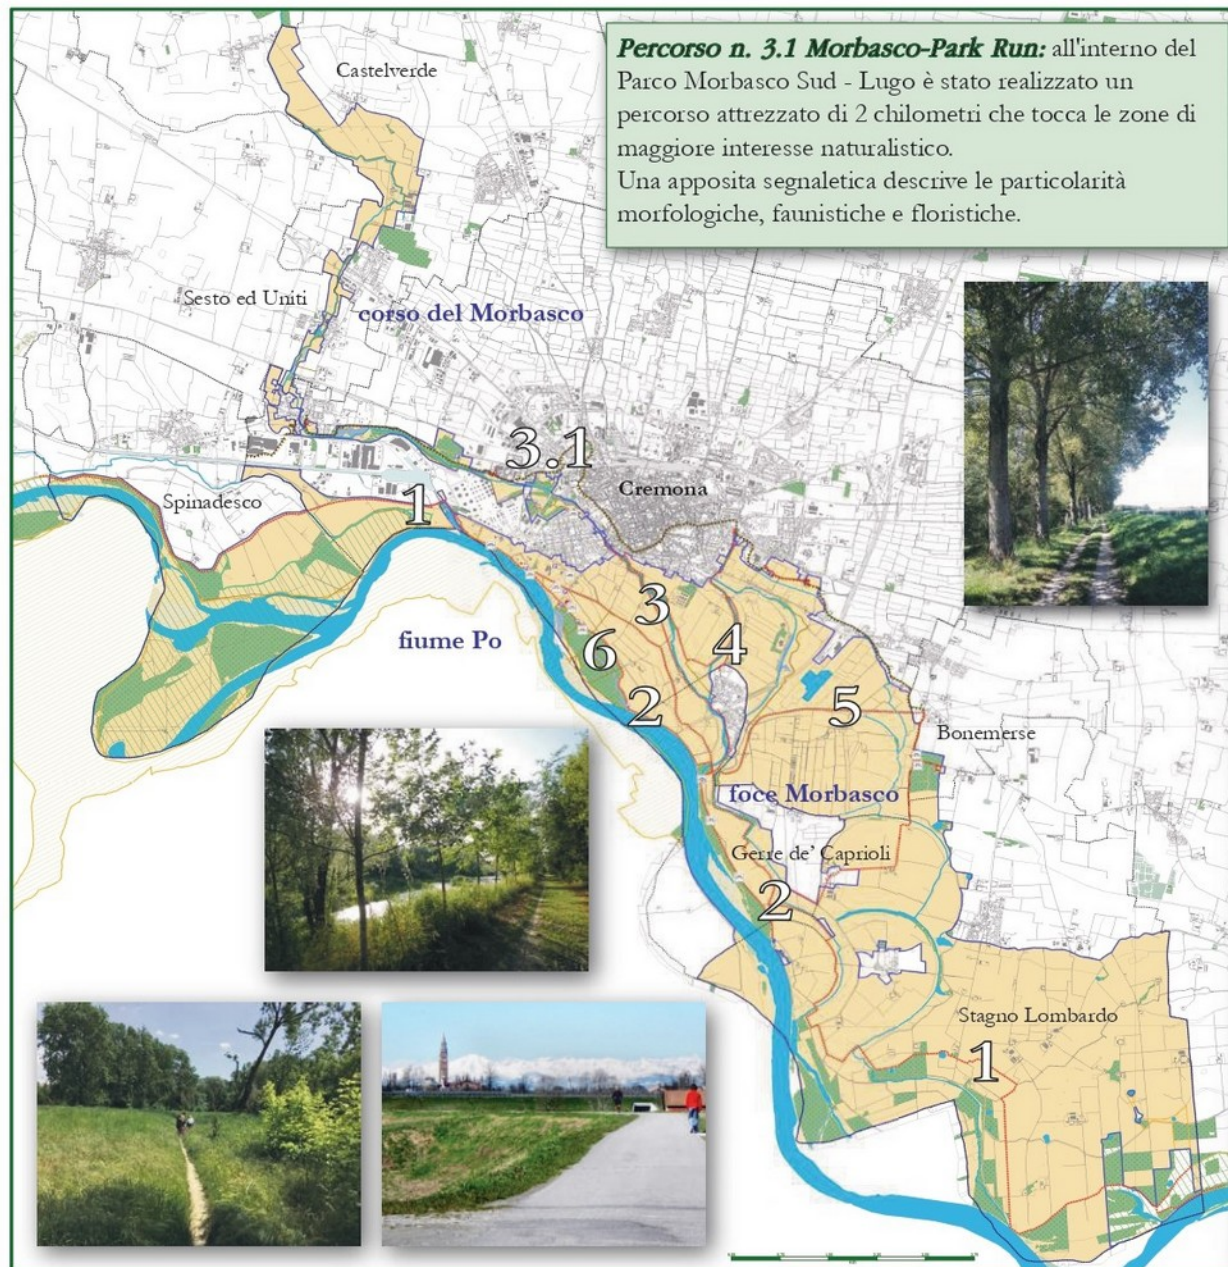 Percorso n. 3.1 Morbasco-Park Run: all'interno del
Parco Morbasco Sud - Lugo è stato realizzato un
percorso attrezzato di 2 chilometri che tocca le zone di
maggiore interesse naturalistico.
Una apposita segnaletica descrive le particolarità
morfologiche, faunistiche e floristiche.
Castelverde
Sesto ed Uniti
corso del Morbasco
3.1
Cremona
Spinadesco
1
3
fiume Po
6
4
2
5
Bonemerse
foce Morbasco
Gerre de' Caprioli
2
Stagno Lombardo
1